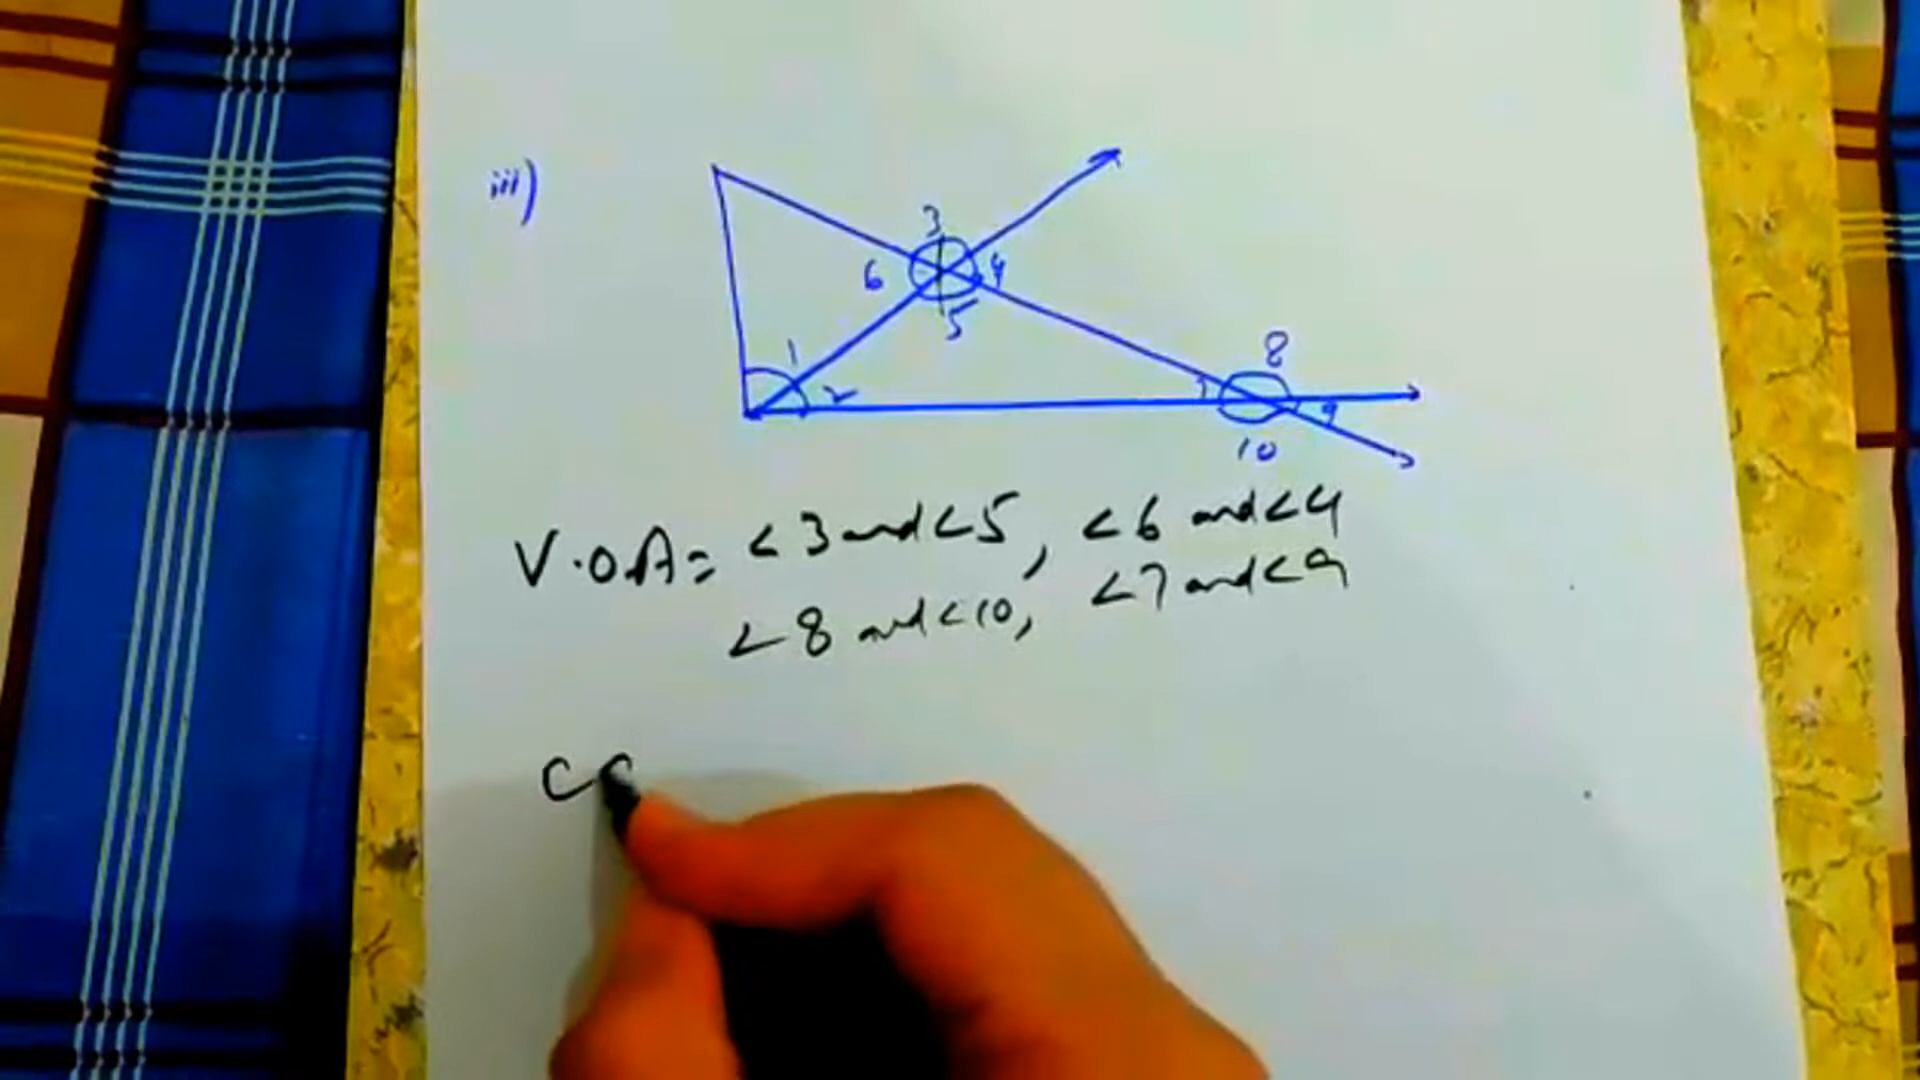 iii)
3
6 4
5
1
2
8
7
9
10
V.O.A= <3 and <5, <6 and <4
<8 and <10, <7 and <9
CC